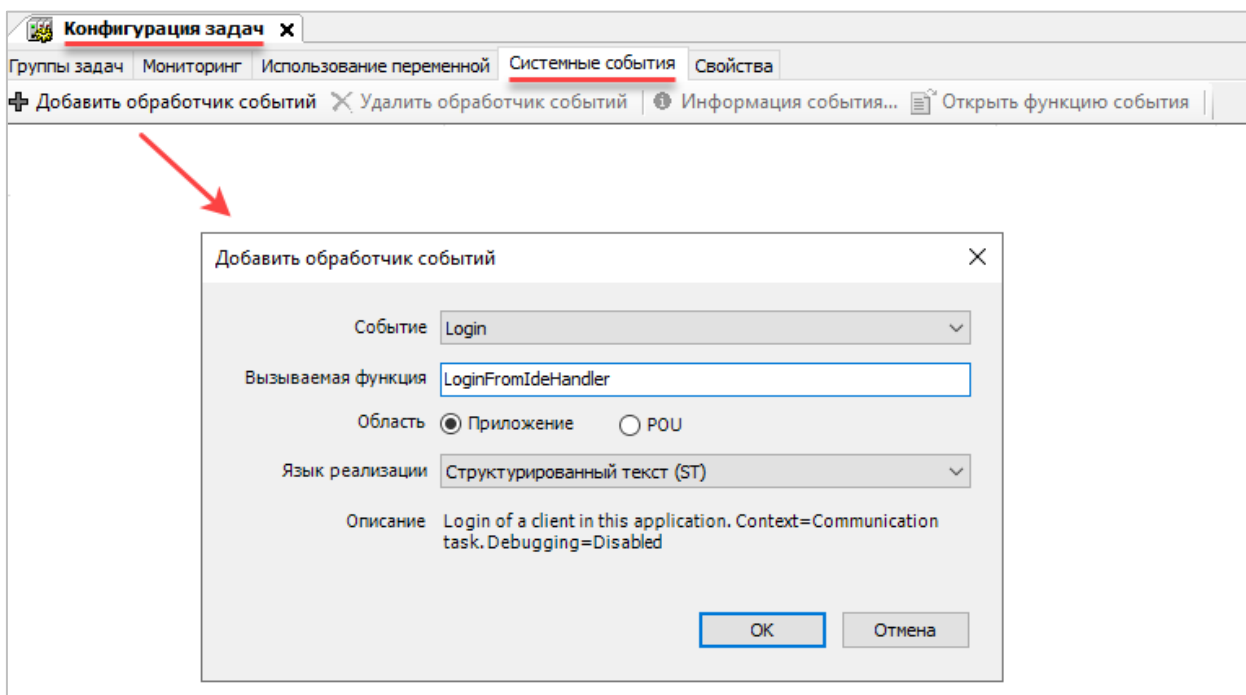 Конфигурация задач
Группы задач Мониторинг Использование переменной Системные события Свойства
Добавить обработчик событий Удалить обработчик событий Информация события... Открыть функцию события
Добавить обработчик событий
Событие Login
Вызываемая функция LoginFromIdeHandler
Область Приложение POU
Язык реализации Структурированный текст (ST)
Описание Login of a client in this application. Context=Communication
task. Debugging=Disabled
OK Отмена